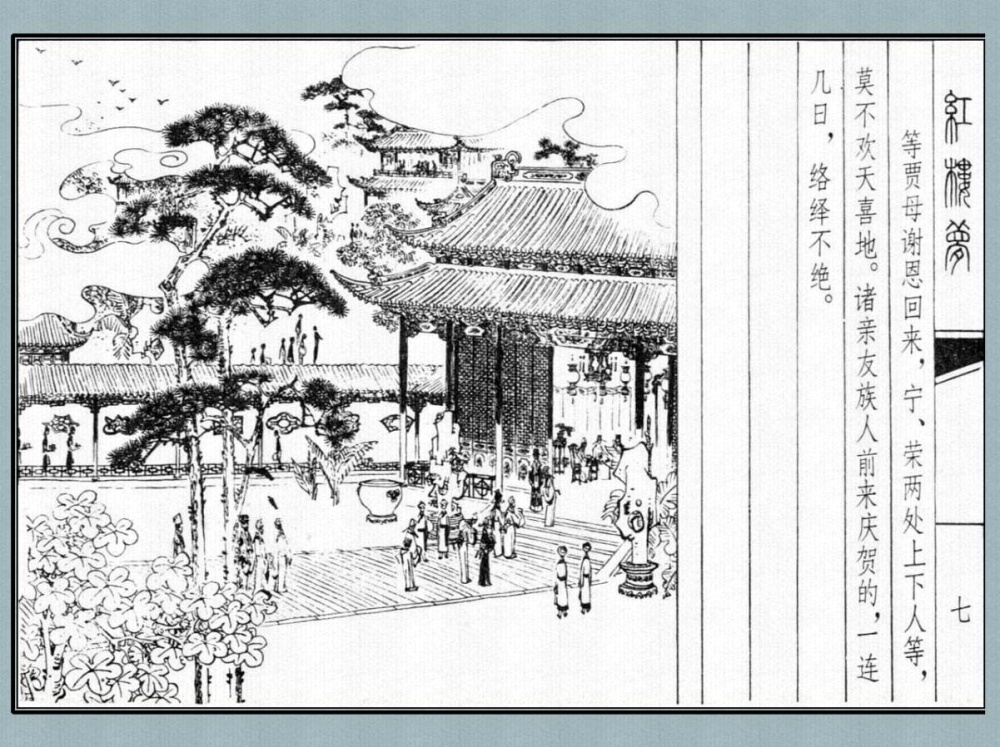 紅樓夢
七
等贾母谢恩回来，宁、荣两处上下人等，
莫不欢天喜地。诸亲友族人前来庆贺的，一连
几日，络绎不绝。